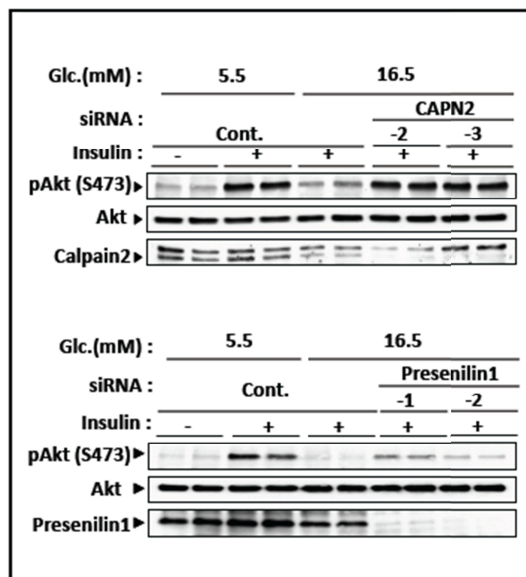 Glc.(mM) : 5.5 16.5
siRNA : Cont. CAPN2
-2 -3
Insulin : - + + + +
pAkt (S473)►
Akt ►
Calpain2►
Glc.(mM) : 5.5 16.5
siRNA : Cont. Presenilin1
-1 -2
Insulin : - + + + +
pAkt (S473)►
Akt ►
Presenilin1►